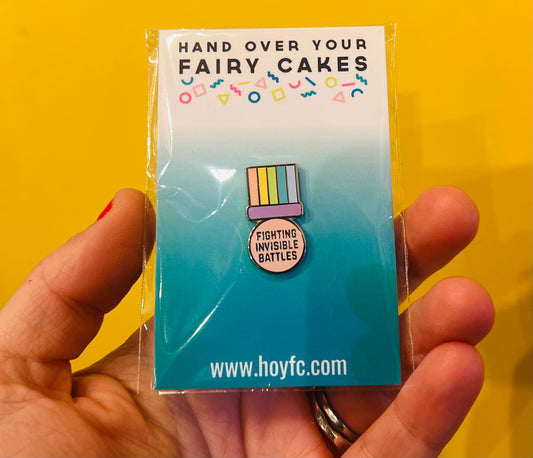 HAND OVER YOUR
FAIRY CAKES
FIGHTING
INVISIBLE
BATTLES
www.hoyfc.com